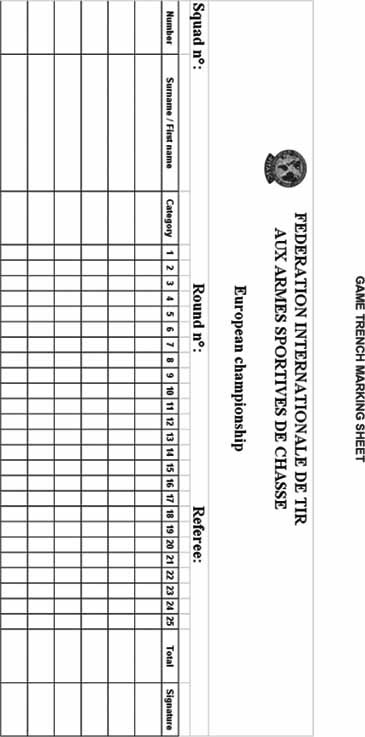 GAME TRENCH MARKING SHEET
FEDERATION INTERNATIONALE DE TIR
AUX ARMES SPORTIVES DE CHASSE
European championship
Squad n°: Round n°: Referee:
Number Surname / First name Category 1 2 3 4 5 6 7 8 9 10 11 12 13 14 15 16 17 18 19 20 21 22 23 24 25 Total Signature